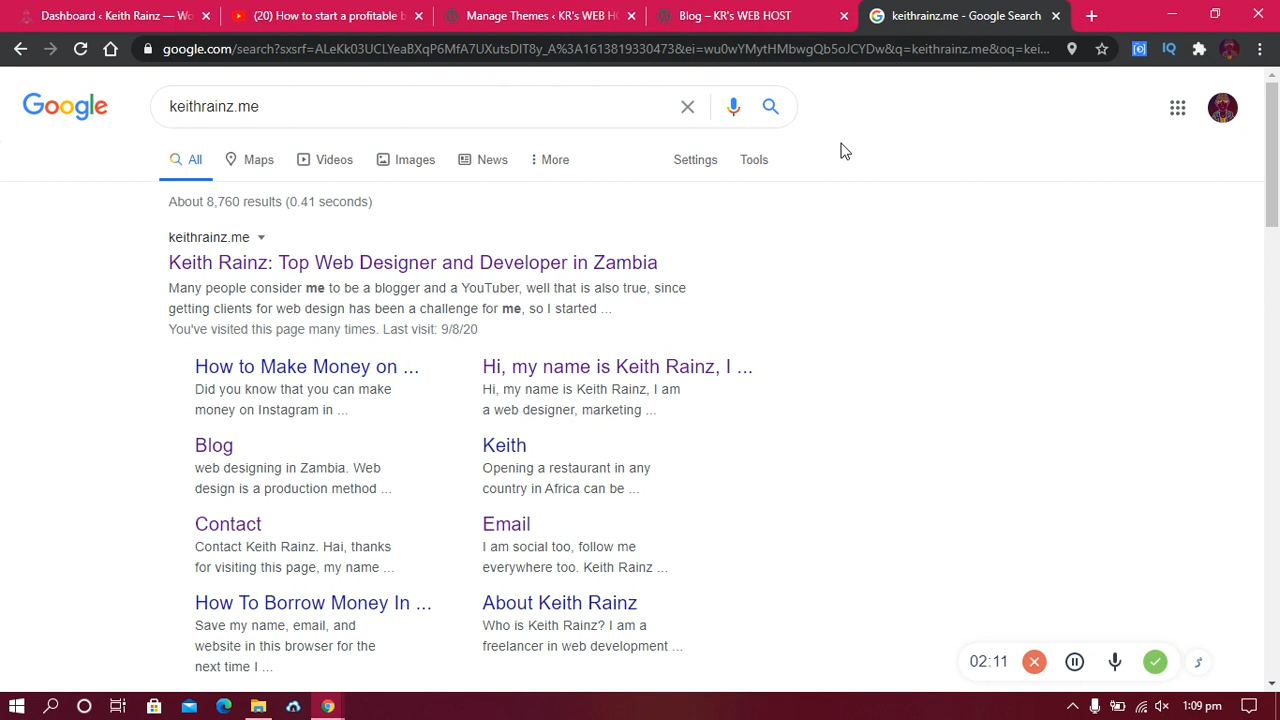 Dashboard ‹ Keith Rainz — Wo
(20) How to start a profitable b
Manage Themes ‹ KR's WEB H
Blog – KR's WEB HOST
keithrainz.me - Google Search
google.com/search?sxsrf=ALeKk03UCLYeaBXqP6MfA7UXutsDIT8y_A%3A1613819330473&ei=wu0wYMytHMbwgQb5oJCYDw&q=keithrainz.me&oq=kei...
Google
keithrainz.me
All
Maps
Videos
Images
News
More
Settings
Tools
About 8,760 results (0.41 seconds)
keithrainz.me
Keith Rainz: Top Web Designer and Developer in Zambia
Many people consider me to be a blogger and a YouTuber, well that is also true, since
getting clients for web design has been a challenge for me, so I started ...
You've visited this page many times. Last visit: 9/8/20
How to Make Money on ...
Did you know that you can make
money on Instagram in ...
Hi, my name is Keith Rainz, I ...
Hi, my name is Keith Rainz, I am
a web designer, marketing ...
Blog
web designing in Zambia. Web
design is a production method ...
Keith
Opening a restaurant in any
country in Africa can be ...
Contact
Contact Keith Rainz. Hai, thanks
for visiting this page, my name ...
Email
I am social too, follow me
everywhere too. Keith Rainz ...
How To Borrow Money In ...
Save my name, email, and
website in this browser for the
next time I ...
About Keith Rainz
Who is Keith Rainz? I am a
freelancer in web development ...
02:11
1:09 pm